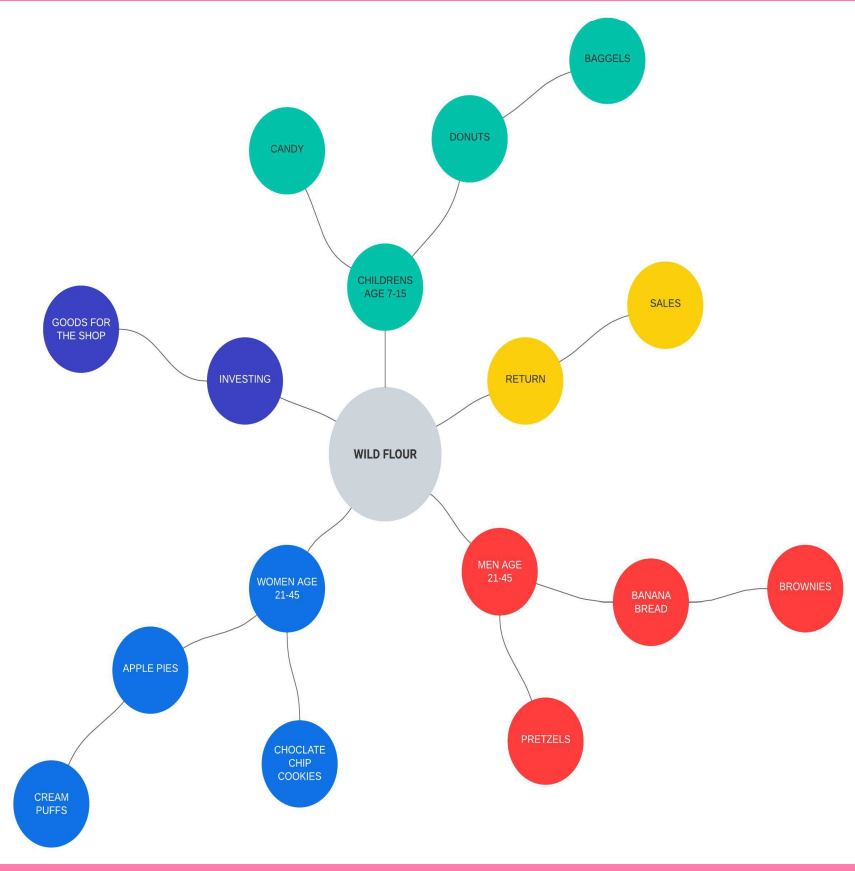 BAGGELS
DONUTS
CANDY
CHILDRENS
AGE 7-15
SALES
GOODS FOR
THE SHOP
INVESTING
RETURN
WILD FLOUR
MEN AGE
21-45
WOMEN AGE
21-45
BANANA
BREAD
BROWNIES
APPLE PIES
PRETZELS
CHOCLATE
CHIP
COOKIES
CREAM
PUFFS